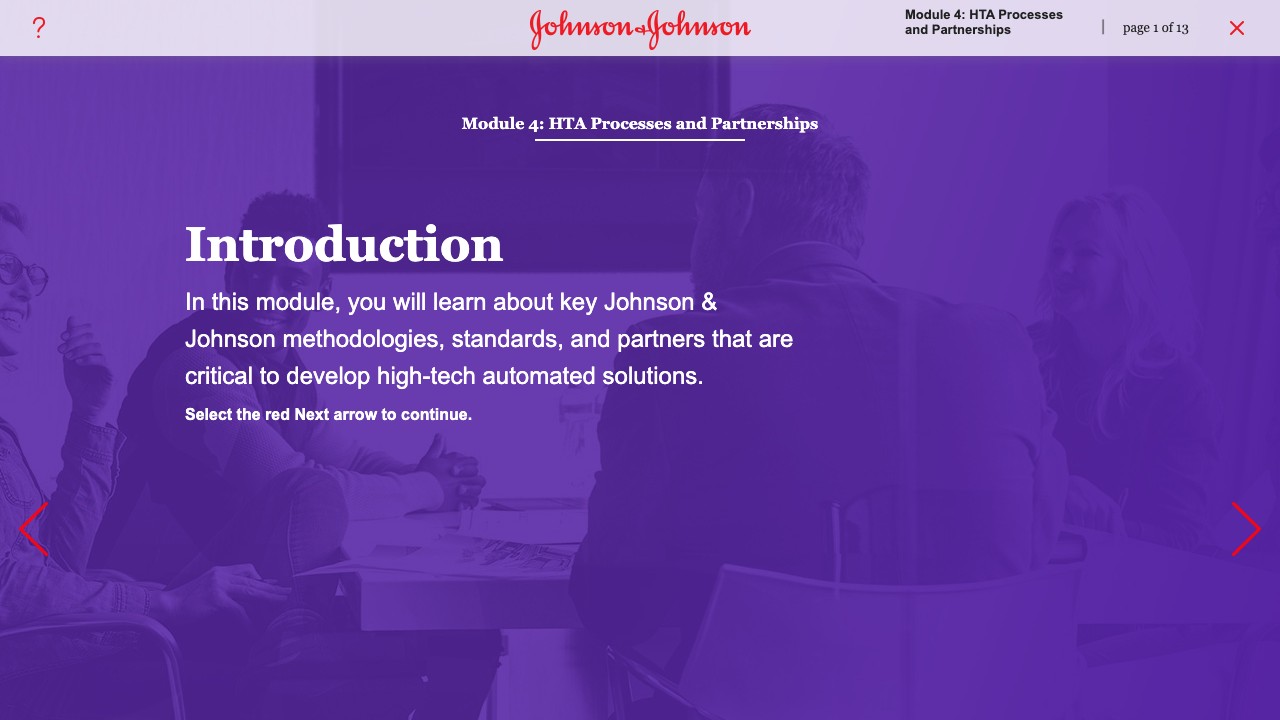 ?
Johnson&Johnson
Module 4: HTA Processes
and Partnerships
| page 1 of 13
Module 4: HTA Processes and Partnerships
Introduction
In this module, you will learn about key Johnson &
Johnson methodologies, standards, and partners that are
critical to develop high-tech automated solutions.
Select the red Next arrow to continue.